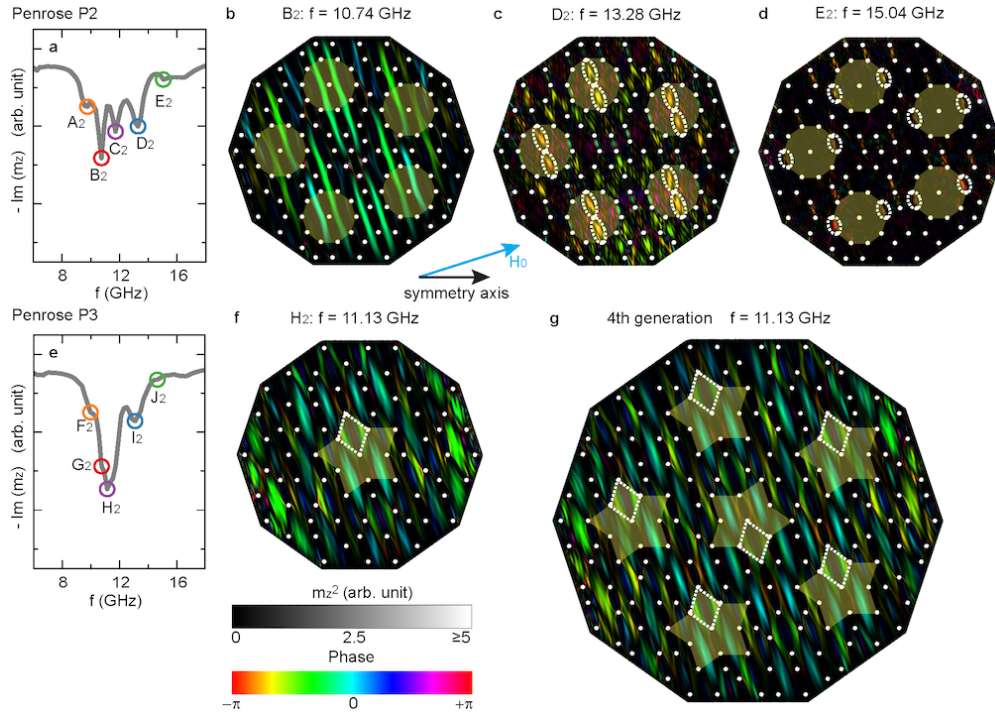 Penrose P2
a
- Im (mz) (arb. unit)
A2
B2
C2
D2
E2
8 12 16
f (GHz)
b B2: f = 10.74 GHz
c D2: f = 13.28 GHz
d E2: f = 15.04 GHz
H0
symmetry axis
Penrose P3
e
- Im (mz) (arb. unit)
F2
G2
H2
I2
J2
8 12 16
f (GHz)
f H2: f = 11.13 GHz
g 4th generation f = 11.13 GHz
mz² (arb. unit)
0 2.5 ≥5
Phase
−π 0 +π